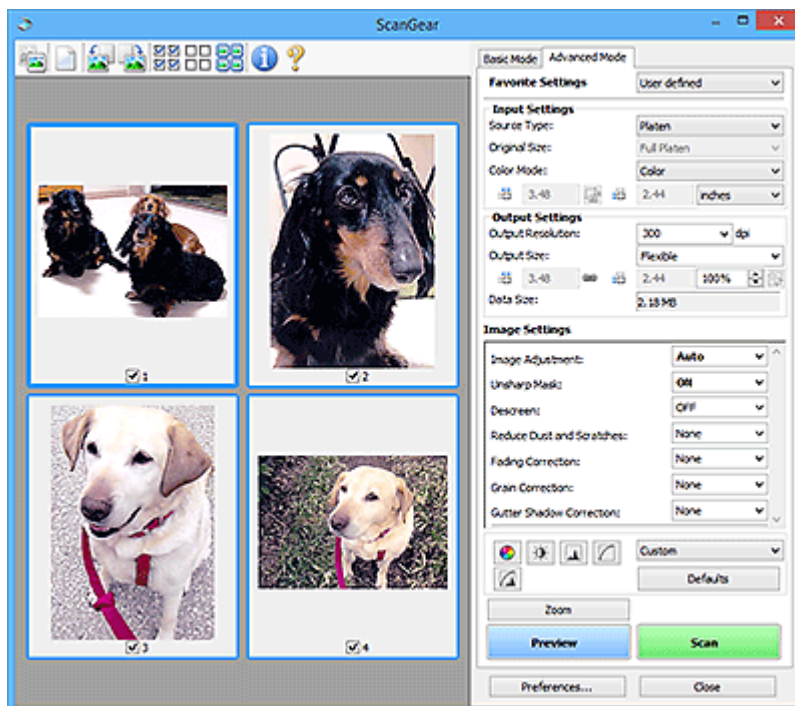 ScanGear
Basic Mode Advanced Mode
Favorite Settings User defined
Input Settings
Source Type: Platen
Original Size: Full Platen
Color Mode: Color
3.48 2.44 inches
Output Settings
Output Resolution: 300 dpi
Output Size: Flexible
3.48 2.44 100%
Data Size: 2.18 MB
Image Settings
Image Adjustment: Auto
Unsharp Mask: ON
Descreen: OFF
Reduce Dust and Scratches: None
Fading Correction: None
Grain Correction: None
Gutter Shadow Correction: None
Custom
Defaults
Zoom
Preview Scan
Preferences... Close
1
2
3
4